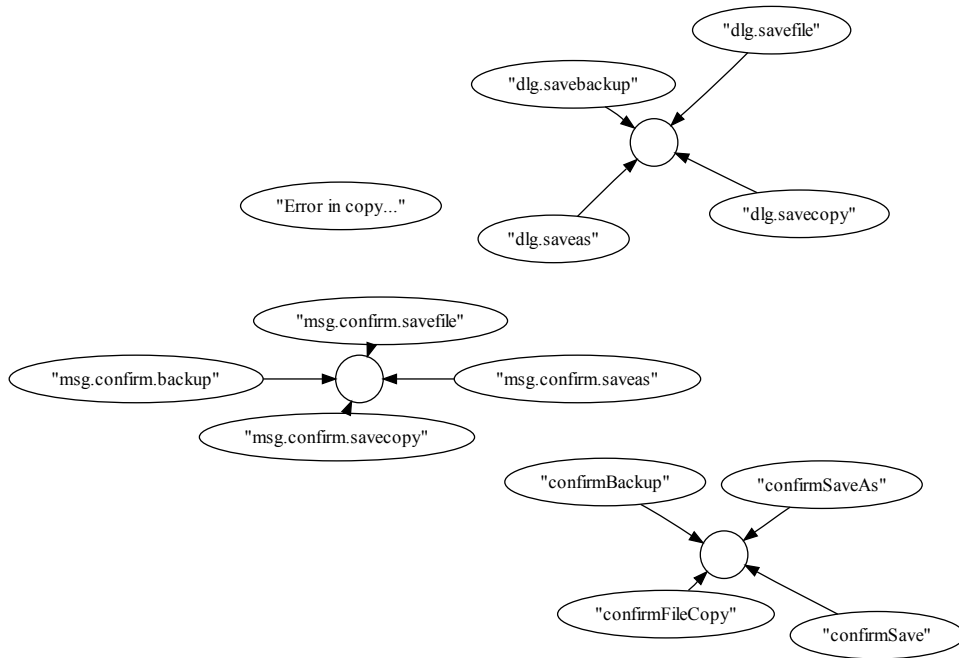 "dlg.savefile"
"dlg.savebackup"
"Error in copy..."
"dlg.savecopy"
"dlg.saveas"
"msg.confirm.savefile"
"msg.confirm.backup"
"msg.confirm.saveas"
"msg.confirm.savecopy"
"confirmBackup"
"confirmSaveAs"
"confirmFileCopy"
"confirmSave"